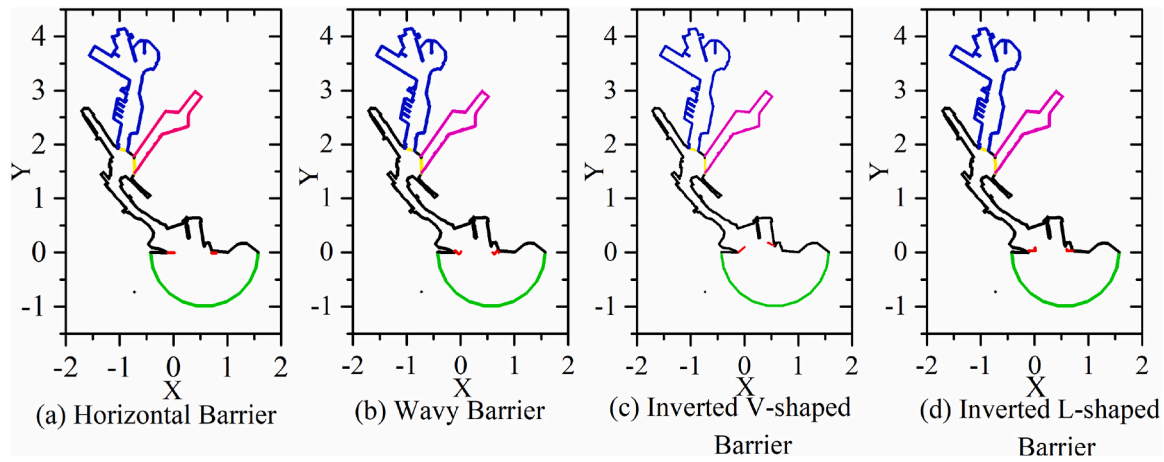 4
3
2
1
0
-1
Y
-2 -1 0 1 2
X
(a) Horizontal Barrier
4
3
2
1
0
-1
Y
-2 -1 0 1 2
X
(b) Wavy Barrier
4
3
2
1
0
-1
Y
-2 -1 0 1 2
X
(c) Inverted V-shaped
Barrier
4
3
2
1
0
-1
Y
-2 -1 0 1 2
X
(d) Inverted L-shaped
Barrier